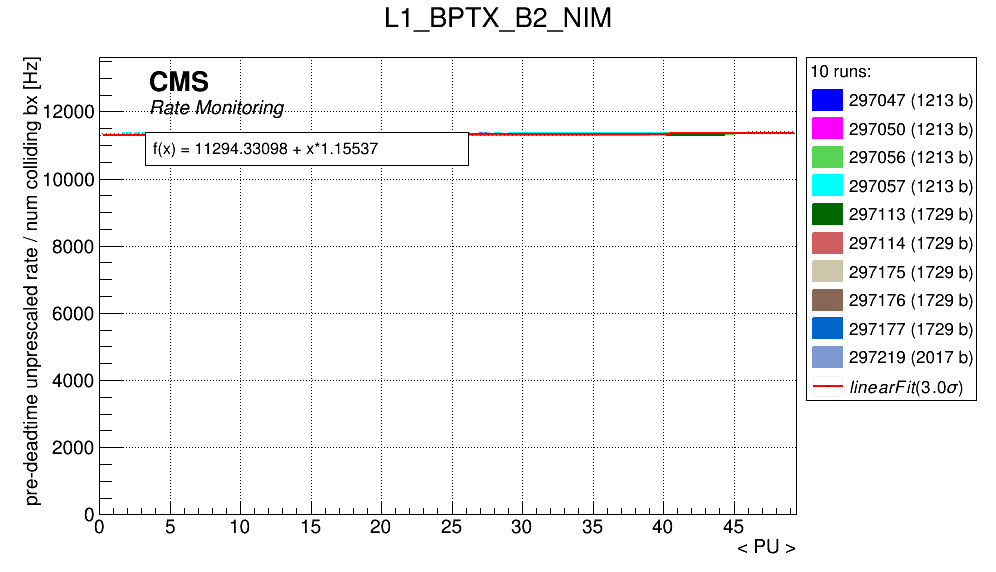 L1_BPTX_B2_NIM
pre-deadtime unprescaled rate / num colliding bx [Hz]
CMS
Rate Monitoring
f(x) = 11294.33098 + x*1.15537
12000
10000
8000
6000
4000
2000
0
0 5 10 15 20 25 30 35 40 45
< PU >
10 runs:
297047 (1213 b)
297050 (1213 b)
297056 (1213 b)
297057 (1213 b)
297113 (1729 b)
297114 (1729 b)
297175 (1729 b)
297176 (1729 b)
297177 (1729 b)
297219 (2017 b)
linearFit(3.0σ)